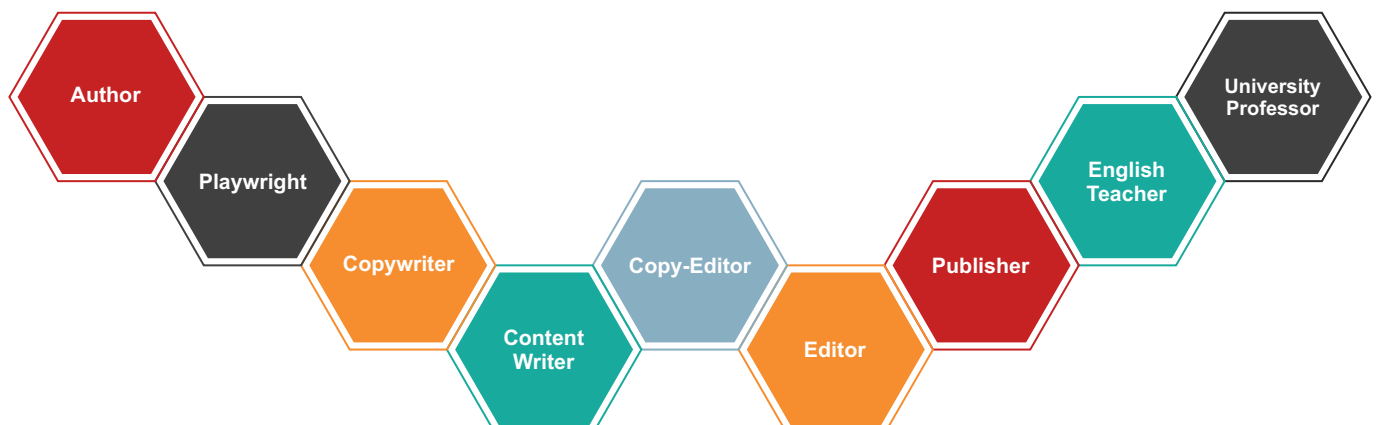 Author
Playwright
Copywriter
Content
Writer
Copy-Editor
Editor
Publisher
English
Teacher
University
Professor